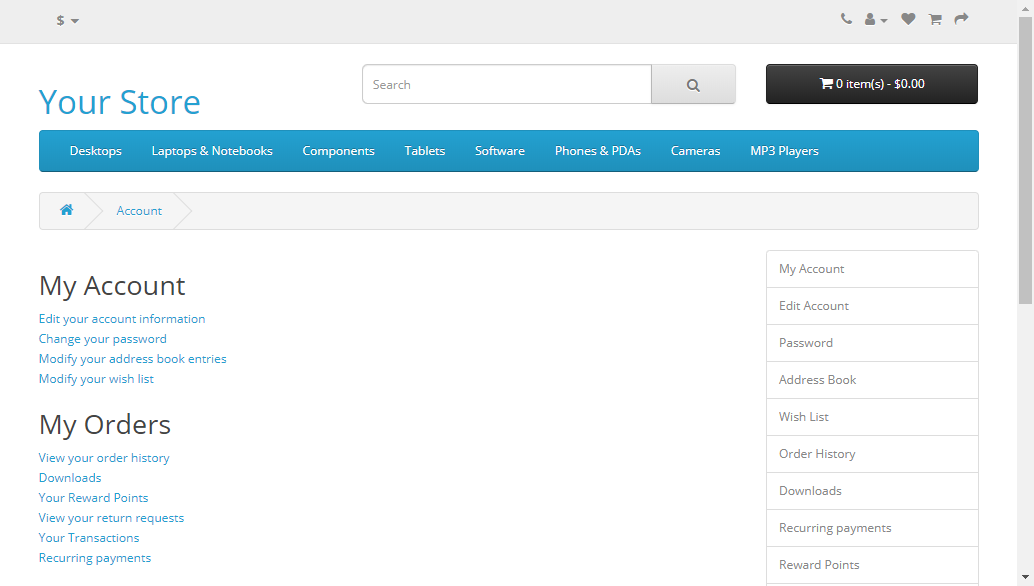 $
Search
0 item(s) - $0.00
Your Store
Desktops Laptops & Notebooks Components Tablets Software Phones & PDAs Cameras MP3 Players
Account
My Account
Edit your account information
Change your password
Modify your address book entries
Modify your wish list
My Orders
View your order history
Downloads
Your Reward Points
View your return requests
Your Transactions
Recurring payments
My Account
Edit Account
Password
Address Book
Wish List
Order History
Downloads
Recurring payments
Reward Points